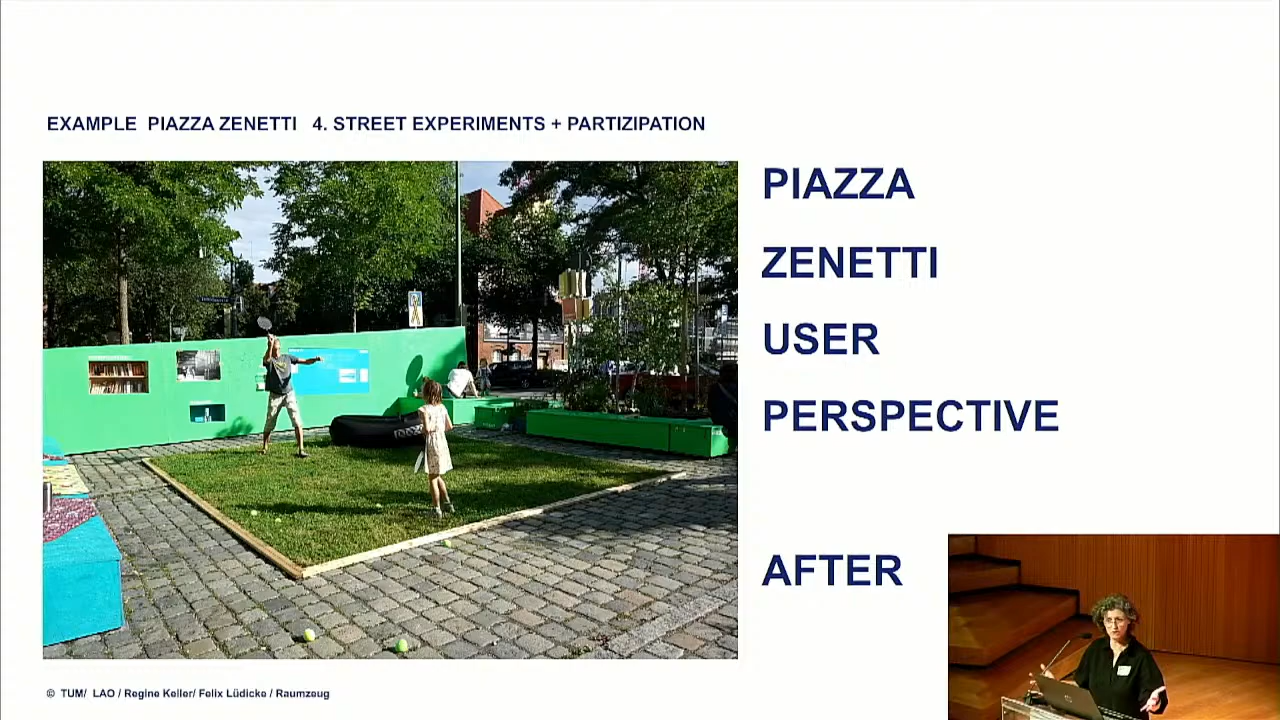 EXAMPLE PIAZZA ZENETTI 4. STREET EXPERIMENTS + PARTIZIPATION
PIAZZA
ZENETTI
USER
PERSPECTIVE
AFTER
© TUM/ LAO / Regine Keller/ Felix Lüdicke / Raumzeug